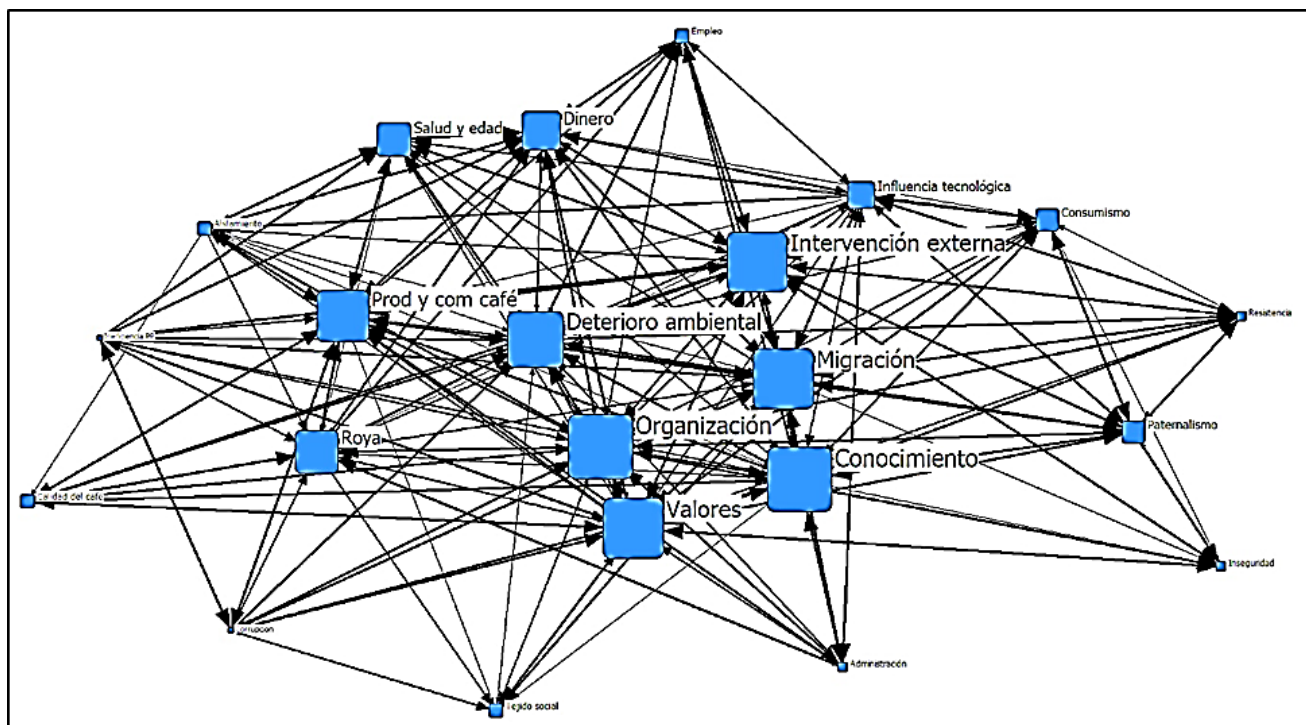 Empleo
Dinero
Salud y edad
Influencia tecnológica
Consumismo
Aislamiento
Intervención externa
Prod y com café
Deterioro ambiental
Resistencia
Migración
Organización
Paternalismo
Roya
Conocimiento
Calidad del café
Valores
Inseguridad
Corrupción
Administración
Tejido social